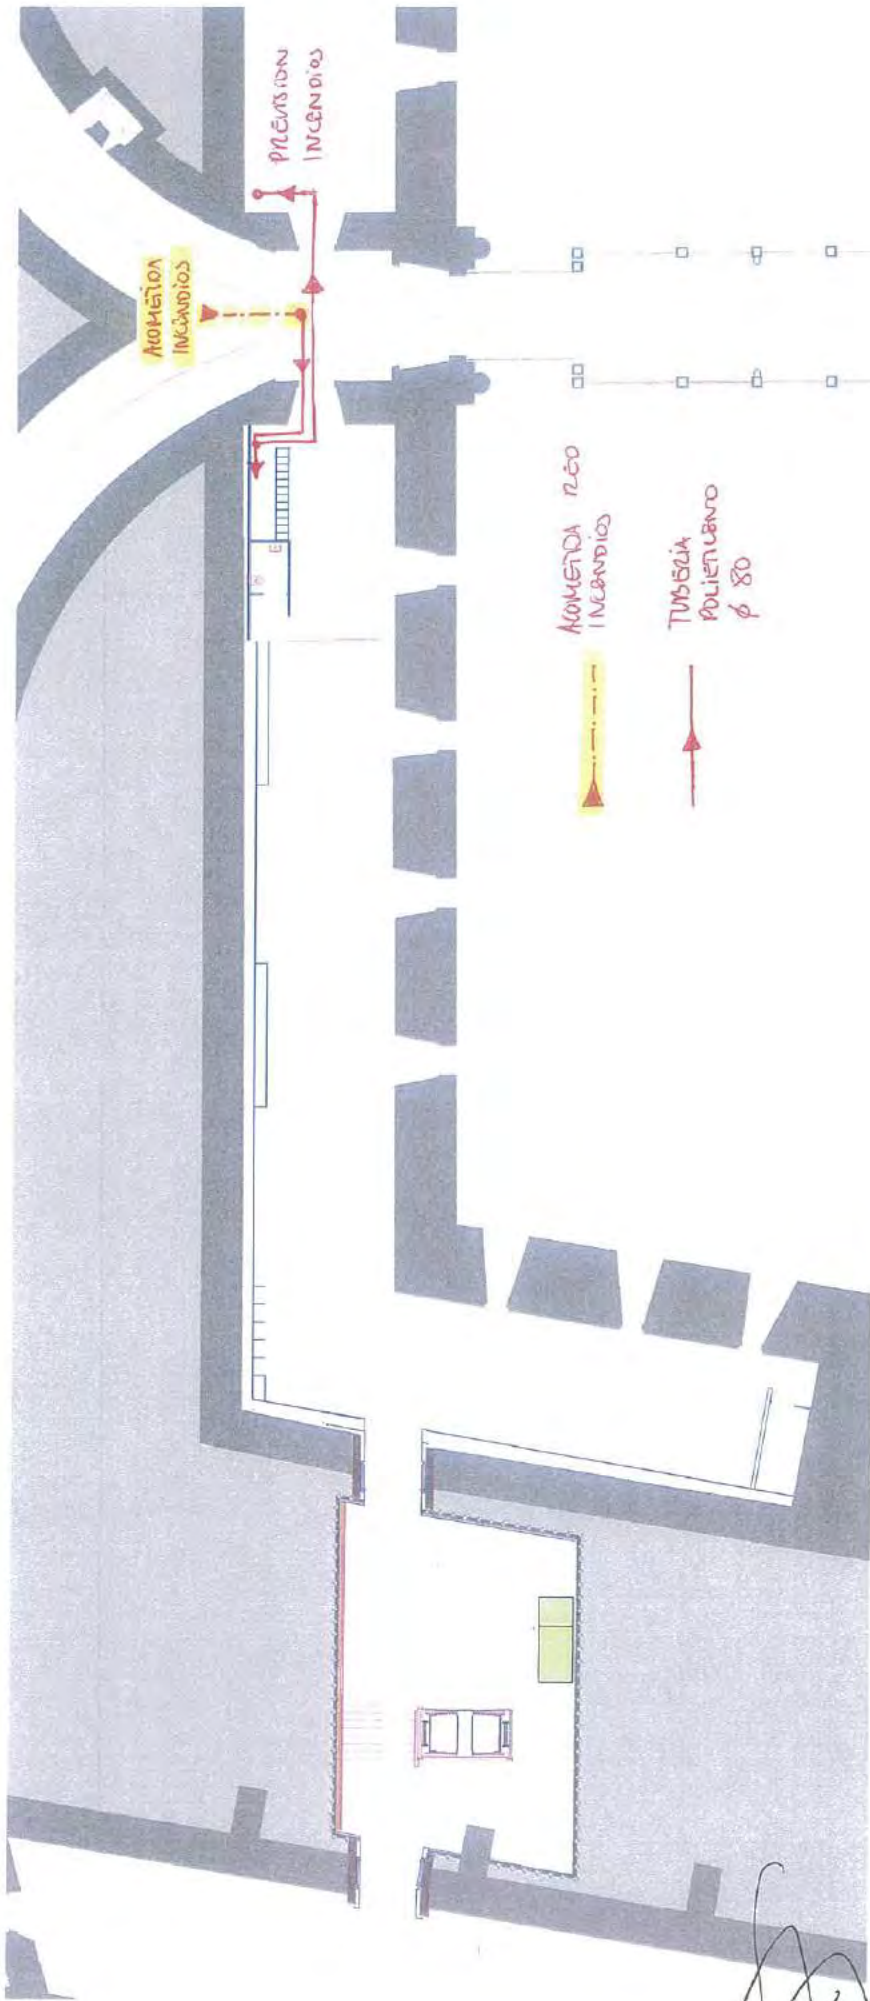 PREVISION
INCENDIOS
ACOMETIDA
INCENDIOS
ACOMETIDA RED
INCENDIOS
TUBERIA
POLIETILENO
ϕ 80
E